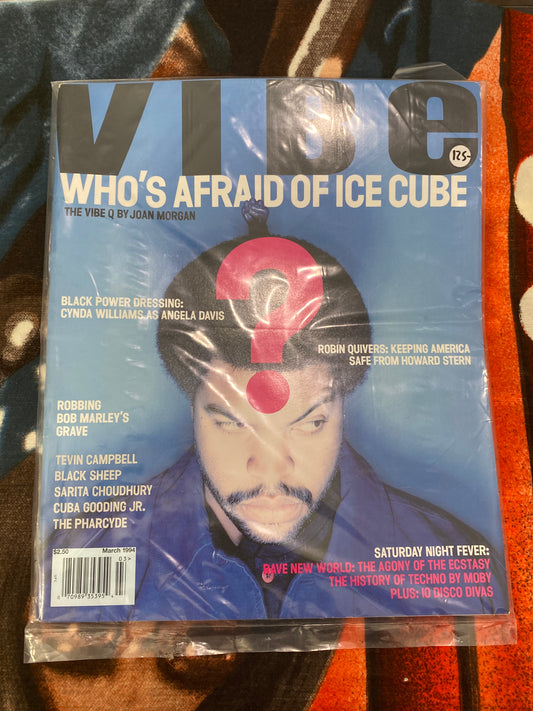 VIBE
125-
WHO'S AFRAID OF ICE CUBE
THE VIBE Q BY JOAN MORGAN
?
BLACK POWER DRESSING:
CYNDA WILLIAMS AS ANGELA DAVIS
ROBIN QUIVERS: KEEPING AMERICA
SAFE FROM HOWARD STERN
ROBBING
BOB MARLEY'S
GRAVE
TEVIN CAMPBELL
BLACK SHEEP
SARITA CHOUDHURY
CUBA GOODING JR.
THE PHARCYDE
$2.50 March 1994
03>
70989 35395
SATURDAY NIGHT FEVER:
RAVE NEW WORLD: THE AGONY OF THE ECSTASY
THE HISTORY OF TECHNO BY MOBY
PLUS: 10 DISCO DIVAS